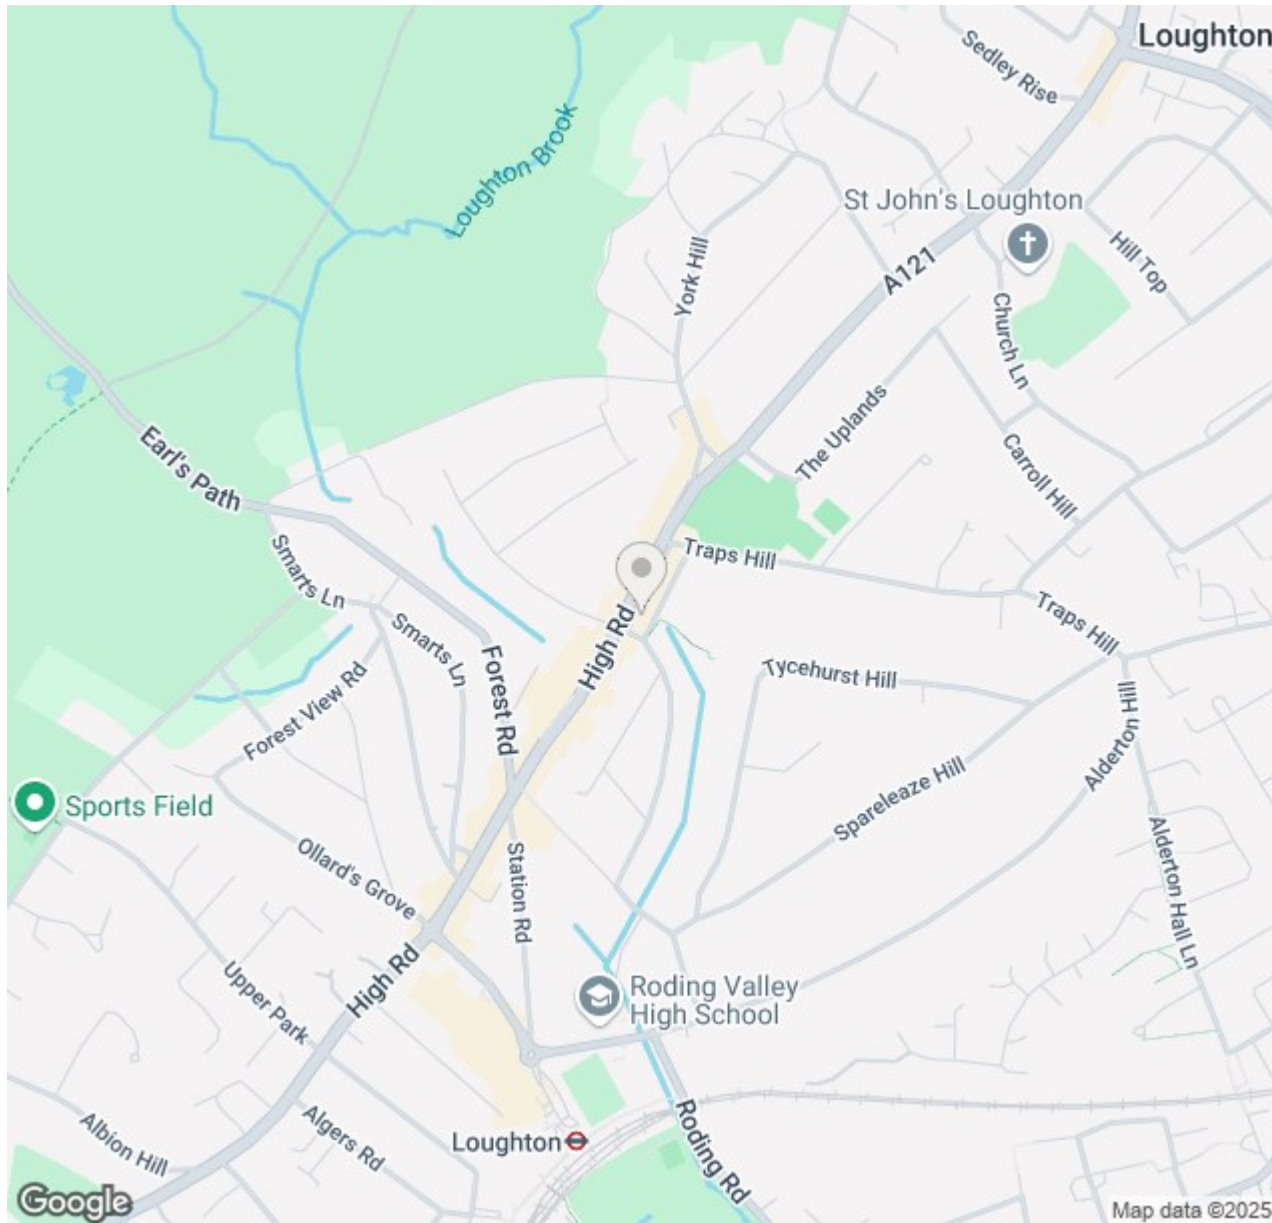 Loughton
Sedley Rise
Loughton Brook
St John's Loughton
Hill Top
York Hill
A121
Church Ln
The Uplands
Carroll Hill
Earl's Path
Smarts Ln
Traps Hill
Traps Hill
Smarts Ln
High Rd
Forest Rd
Tycehurst Hill
Forest View Rd
Alderton Hill
Spareleaze Hill
Sports Field
Ollard's Grove
Station Rd
Alderton Hall Ln
Upper Park
High Rd
Roding Valley
High School
Albion Hill
Algers Rd
Loughton
Roding Rd
Google
Map data ©2025